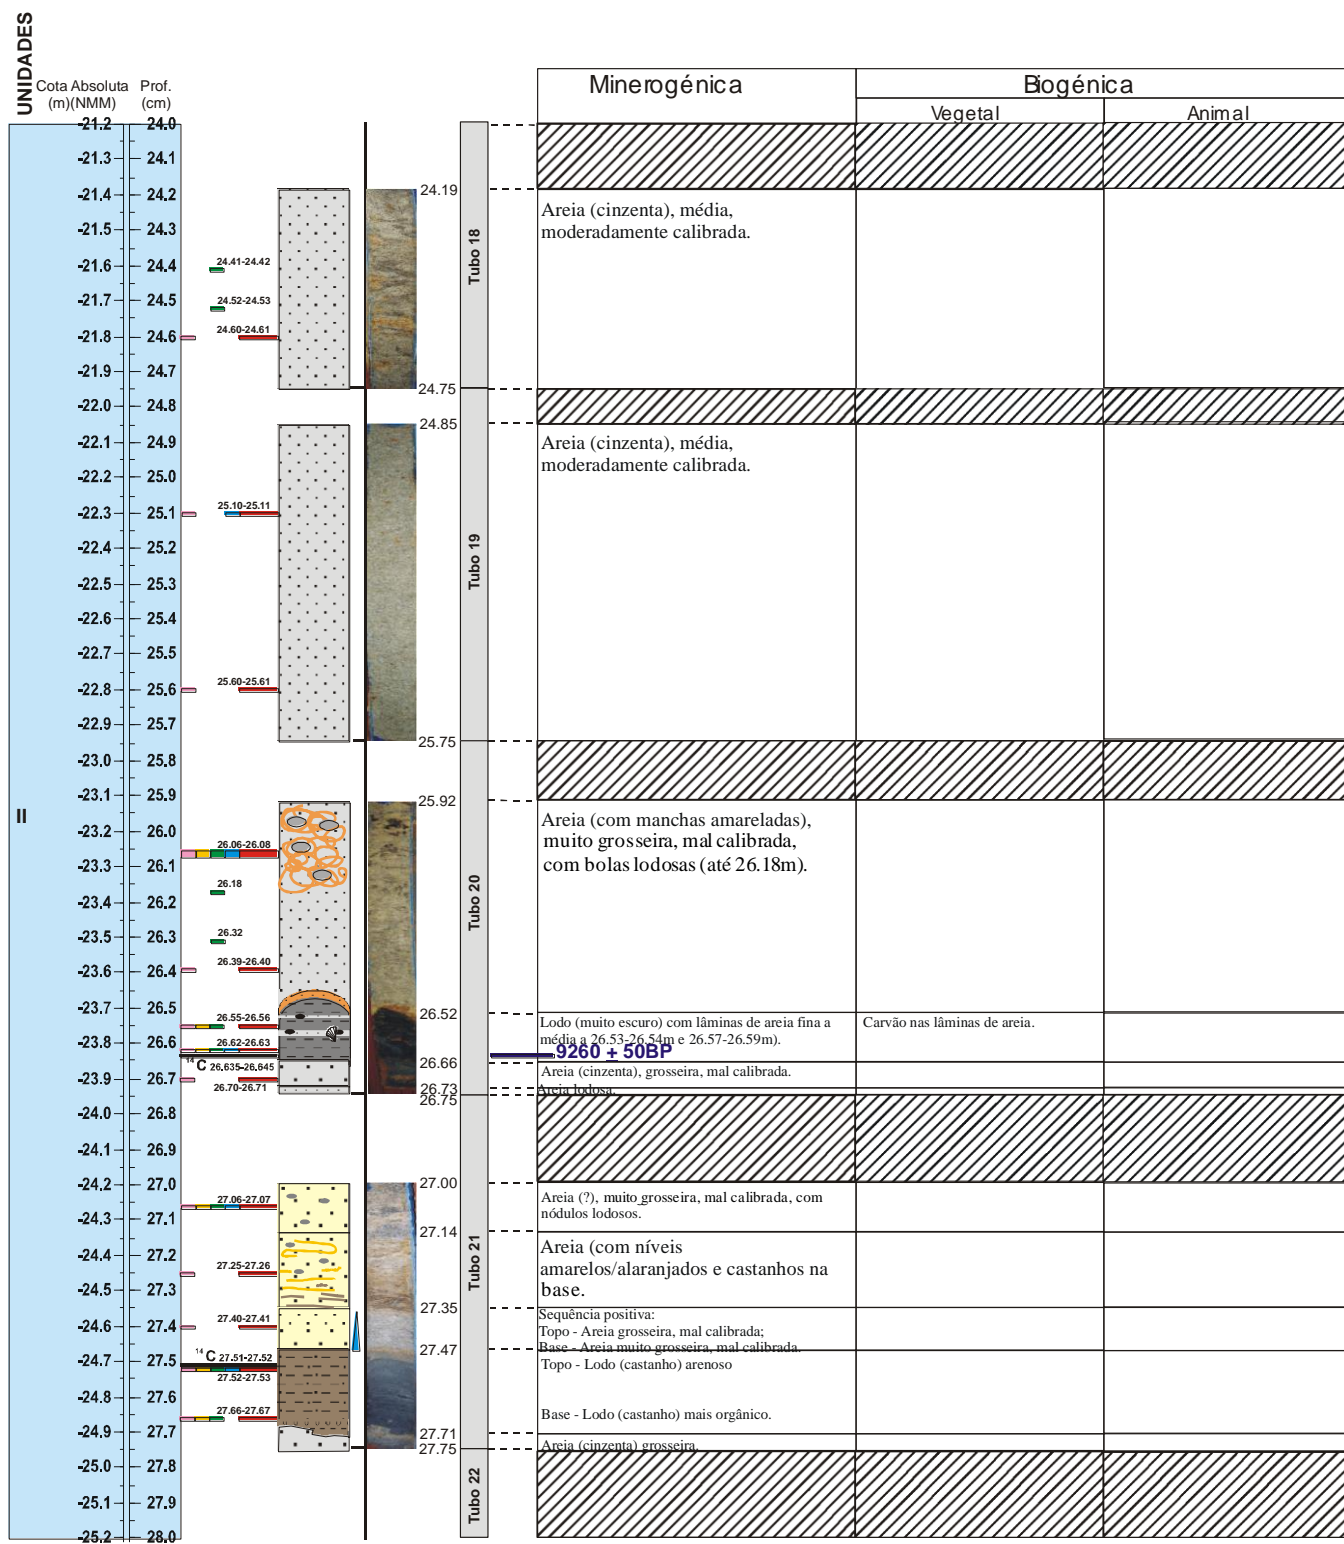 UNIDADES
Cota Absoluta
(m)(NMM)
Prof.
(cm)
Minerogénica
Biogénica
Vegetal
Animal
-21.2 24.0
-21.3 24.1
-21.4 24.2
-21.5 24.3
-21.6 24.4
-21.7 24.5
-21.8 24.6
-21.9 24.7
-22.0 24.8
-22.1 24.9
-22.2 25.0
-22.3 25.1
-22.4 25.2
-22.5 25.3
-22.6 25.4
-22.7 25.5
-22.8 25.6
-22.9 25.7
-23.0 25.8
-23.1 25.9
-23.2 26.0
-23.3 26.1
-23.4 26.2
-23.5 26.3
-23.6 26.4
-23.7 26.5
-23.8 26.6
-23.9 26.7
-24.0 26.8
-24.1 26.9
-24.2 27.0
-24.3 27.1
-24.4 27.2
-24.5 27.3
-24.6 27.4
-24.7 27.5
-24.8 27.6
-24.9 27.7
-25.0 27.8
-25.1 27.9
-25.2 28.0
II
24.41-24.42
24.52-24.53
24.60-24.61
25.10-25.11
25.60-25.61
26.06-26.08
26.18
26.32
26.39-26.40
26.55-26.56
26.62-26.63
14C 26.635-26.645
26.70-26.71
27.06-27.07
27.25-27.26
27.40-27.41
14C 27.51-27.52
27.52-27.53
27.66-27.67
24.19
24.75
24.85
25.75
25.92
26.52
26.66
26.73
26.75
27.00
27.14
27.35
27.47
27.71
27.75
Tubo 18
Tubo 19
Tubo 20
Tubo 21
Tubo 22
Areia (cinzenta), média,
moderadamente calibrada.
Areia (cinzenta), média,
moderadamente calibrada.
Areia (com manchas amareladas),
muito grosseira, mal calibrada,
com bolas lodosas (até 26.18m).
Lodo (muito escuro) com lâminas de areia fina a
média a 26.53-26.54m e 26.57-26.59m).
Carvão nas lâminas de areia.
9260 ± 50BP
Areia (cinzenta), grosseira, mal calibrada.
Areia lodosa.
Areia (?), muito grosseira, mal calibrada, com
nódulos lodosos.
Areia (com níveis
amarelos/alaranjados e castanhos na
base.
Sequência positiva:
Topo - Areia grosseira, mal calibrada;
Base - Areia muito grosseira, mal calibrada.
Topo - Lodo (castanho) arenoso
Base - Lodo (castanho) mais orgânico.
Areia (cinzenta) grosseira.